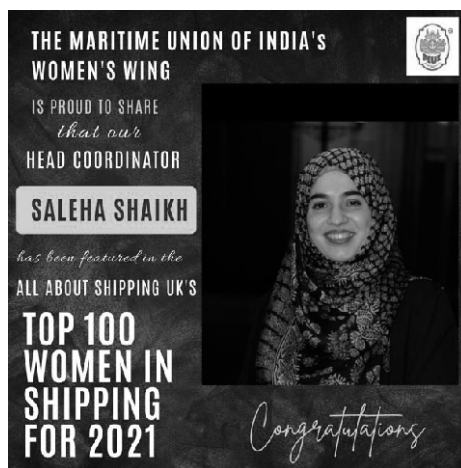 THE MARITIME UNION OF INDIA's
WOMEN'S WING
IS PROUD TO SHARE
that our
HEAD COORDINATOR
SALEHA SHAIKH
has been featured in the
ALL ABOUT SHIPPING UK'S
TOP 100
WOMEN IN
SHIPPING
FOR 2021
Congratulations